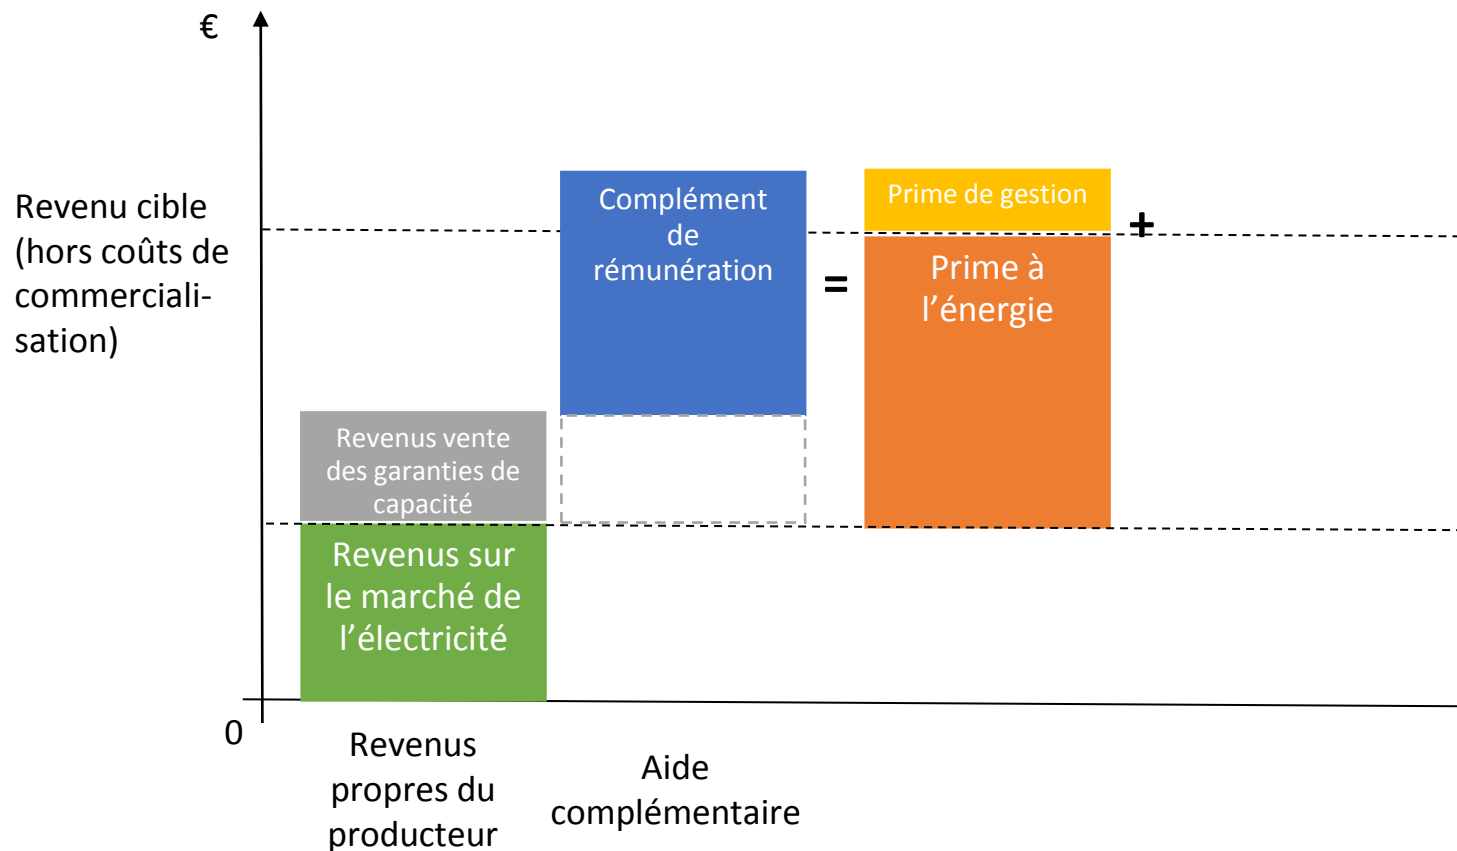 €
Revenu cible
(hors coûts de
commerciali-
sation)
Complément
de
rémunération
=
Prime de gestion
+
Prime à
l’énergie
Revenus vente
des garanties de
capacité
Revenus sur
le marché de
l’électricité
0
Revenus
propres du
producteur
Aide
complémentaire